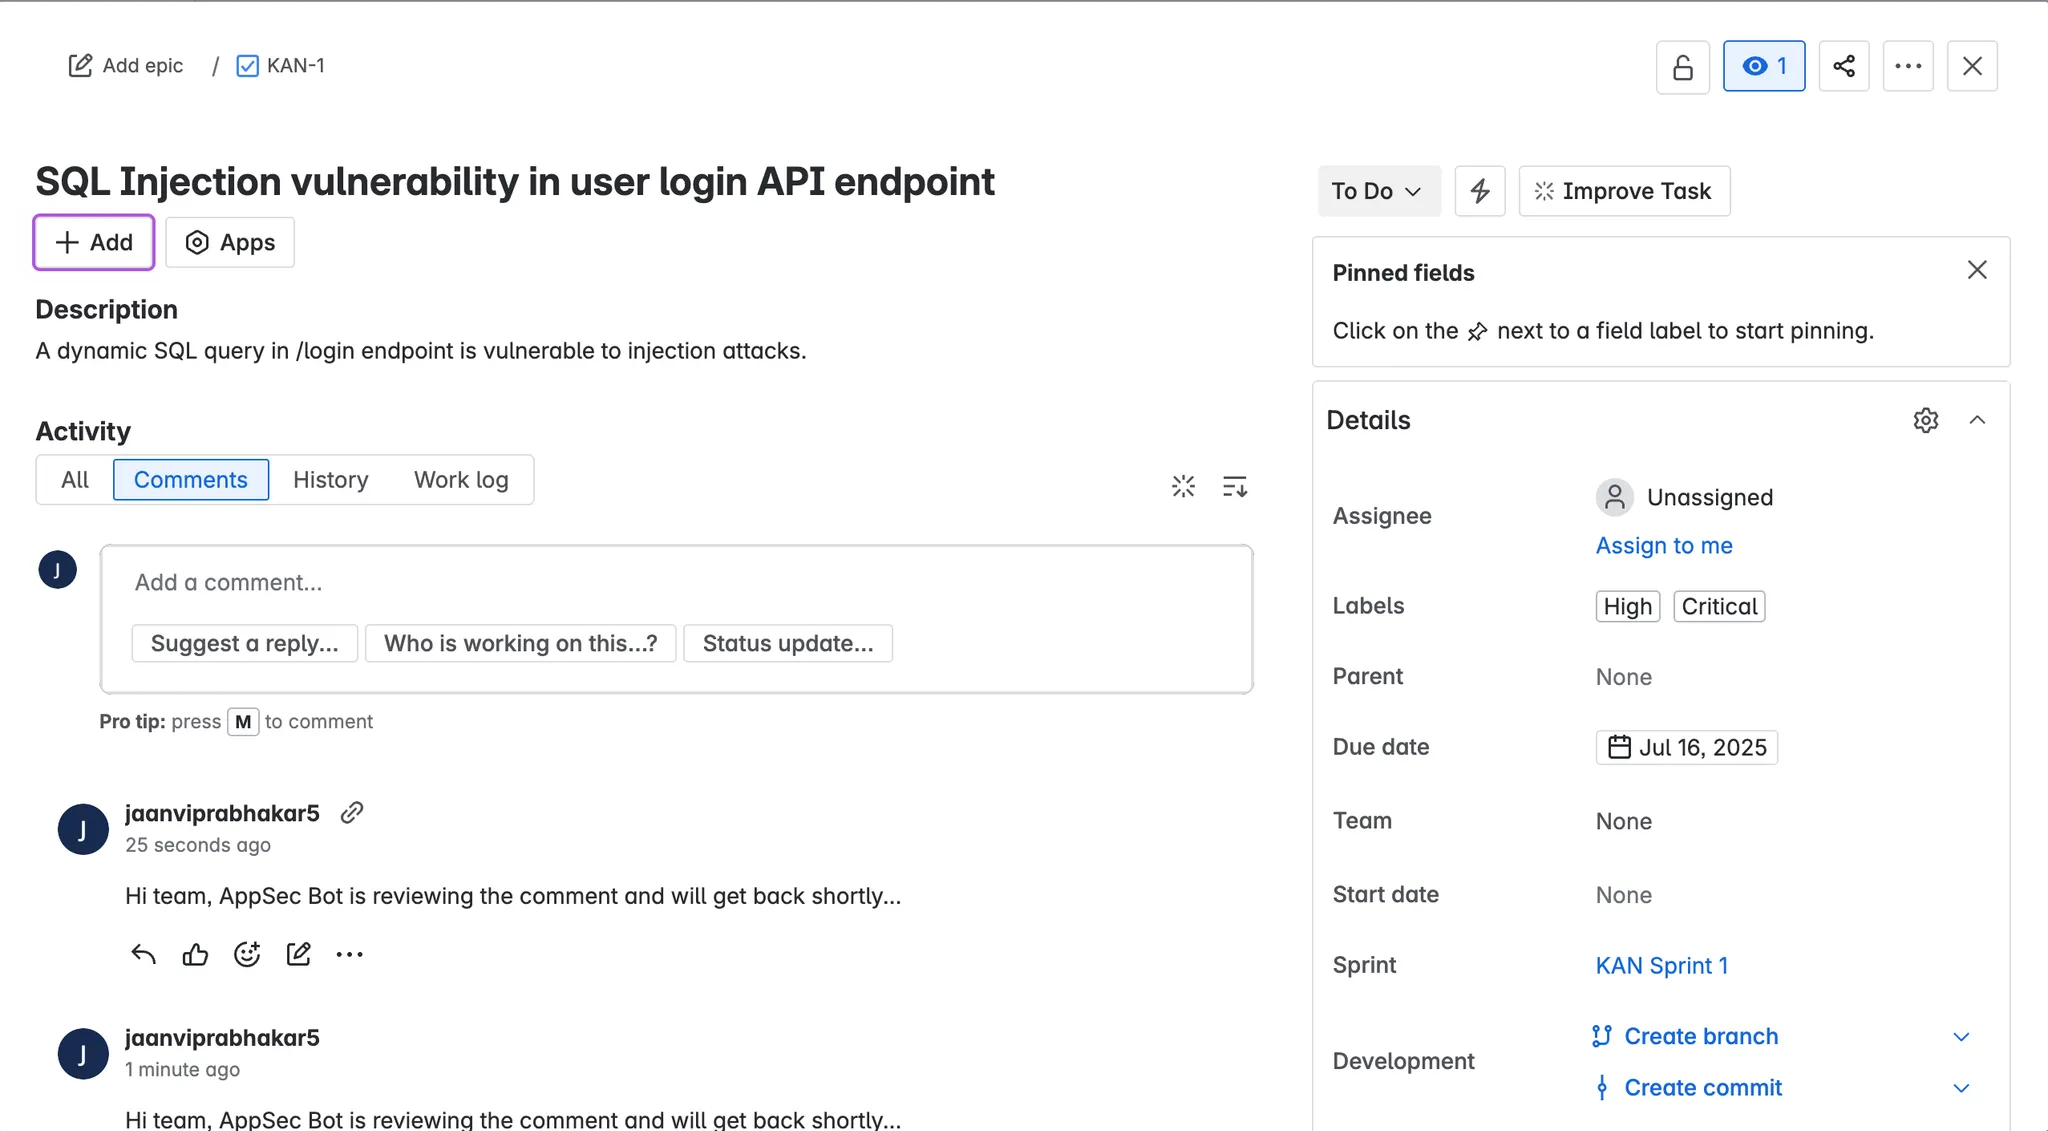 Add epic / KAN-1
1
SQL Injection vulnerability in user login API endpoint
Add
Apps
Description
A dynamic SQL query in /login endpoint is vulnerable to injection attacks.
Activity
All
Comments
History
Work log
J
Add a comment...
Suggest a reply...
Who is working on this...?
Status update...
Pro tip: press M to comment
J
jaanviprabhakar5
25 seconds ago
Hi team, AppSec Bot is reviewing the comment and will get back shortly...
J
jaanviprabhakar5
1 minute ago
Hi team, AppSec Bot is reviewing the comment and will get back shortly...
To Do
Improve Task
Pinned fields
Click on the next to a field label to start pinning.
Details
Assignee
Unassigned
Assign to me
Labels
High
Critical
Parent
None
Due date
Jul 16, 2025
Team
None
Start date
None
Sprint
KAN Sprint 1
Development
Create branch
Create commit